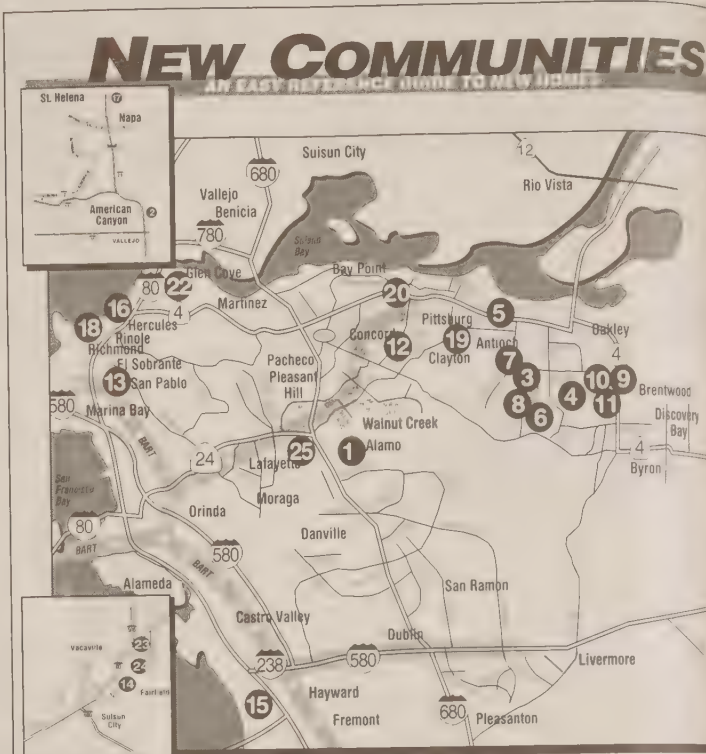 NEW COMMUNITIES
AN EASY REFERENCE GUIDE TO NEW HOMES
St. Helena
17
Napa
American
Canyon
2
VALLEJO
680
Suisun City
12
Rio Vista
Vallejo
Benicia
780
Suisun
Bay
Glen Cove
Bay Point
80
22
16
4
Martinez
20
5
18
Hercules
Pinole
Richmond
Concord
12
Pittsburg
19
Clayton
Antioch
Oakley
4
7
3
10
9
Brentwood
El Sobrante
13
San Pablo
Pacheco
Pleasant
Hill
8
6
4
11
Discovery
Bay
580
Marina Bay
Walnut Creek
BART
24
25
1
Alamo
4
Byron
Lafayette
Moraga
San
Francisco
Bay
Orinda
80
BART
580
BART
Danville
Alameda
San Ramon
Castro Valley
Dublin
238
580
Livermore
15
Hayward
Fremont
680
Pleasanton
Vacaville
23
24
14
Fairfield
Suisun
City